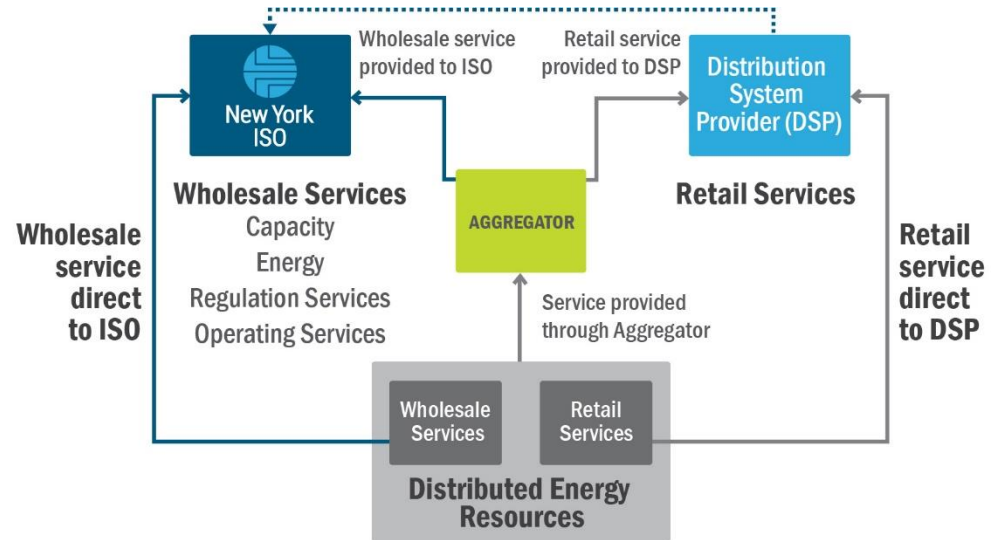 Wholesale service
provided to ISO
Retail service
provided to DSP
New York
ISO
Distribution
System
Provider (DSP)
Wholesale Services
Capacity
Energy
Regulation Services
Operating Services
AGGREGATOR
Retail Services
Wholesale
service
direct
to ISO
Retail
service
direct
to DSP
Service provided
through Aggregator
Wholesale
Services
Retail
Services
Distributed Energy
Resources